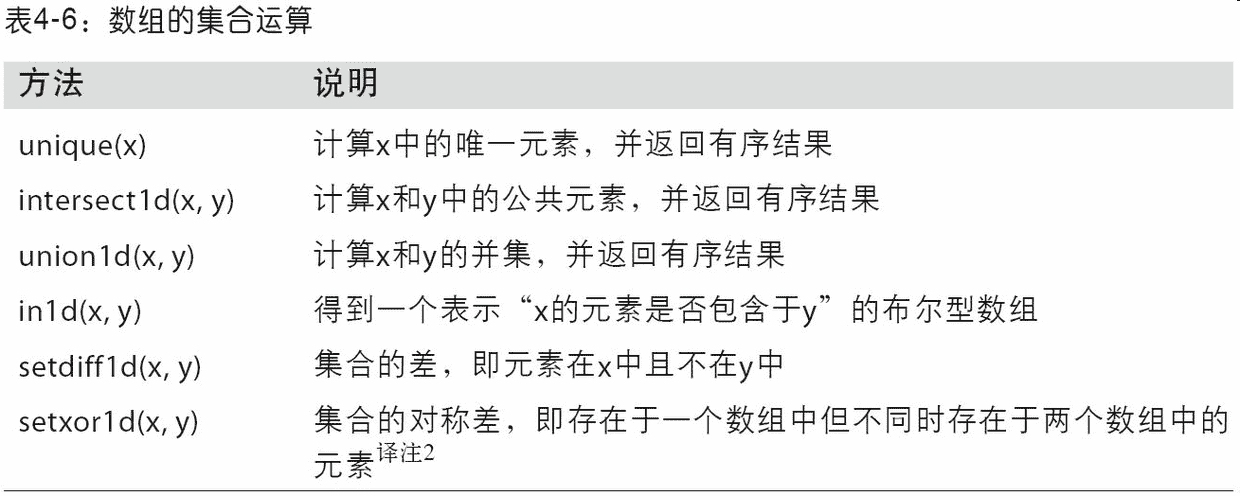 表4-6：数组的集合运算
方法 说明
unique(x) 计算x中的唯一元素，并返回有序结果
intersect1d(x, y) 计算x和y中的公共元素，并返回有序结果
union1d(x, y) 计算x和y的并集，并返回有序结果
in1d(x, y) 得到一个表示“x的元素是否包含于y”的布尔型数组
setdiff1d(x, y) 集合的差，即元素在x中且不在y中
setxor1d(x, y) 集合的对称差，即存在于一个数组中但不同时存在于两个数组中的
元素译注2